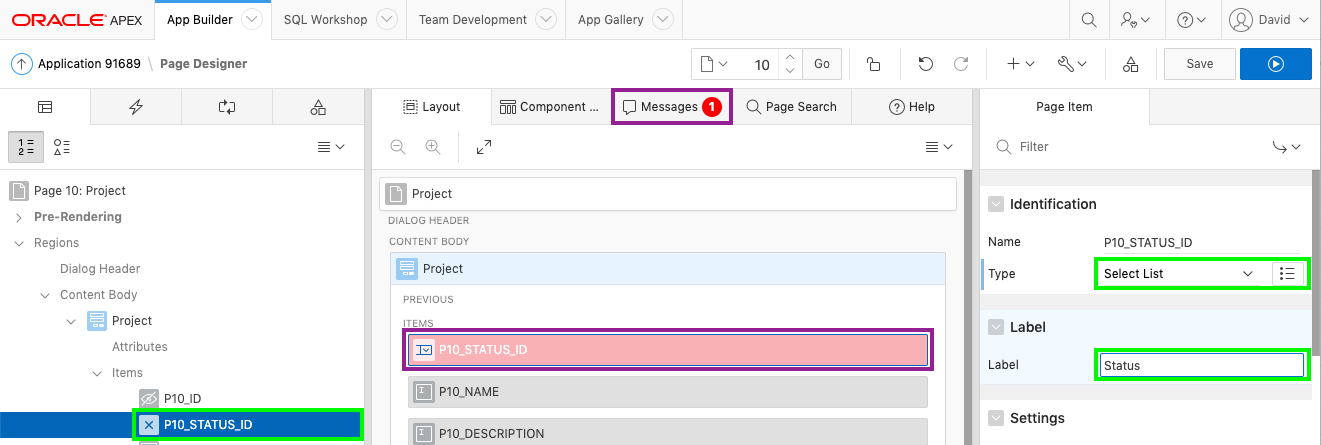 ORACLE APEX App Builder SQL Workshop Team Development App Gallery David
Application 91689 \ Page Designer 10 Go Save
Layout Component ... Messages 1 Page Search Help Page Item
1 2
Filter
Page 10: Project
Project
Pre-Rendering
Identification
DIALOG HEADER
Regions
CONTENT BODY
Name P10_STATUS_ID
Dialog Header
Project
Type Select List
Content Body
PREVIOUS
Project
ITEMS
Label
Attributes
P10_STATUS_ID
Label Status
Items
P10_NAME
P10_ID
Settings
P10_STATUS_ID
P10_DESCRIPTION